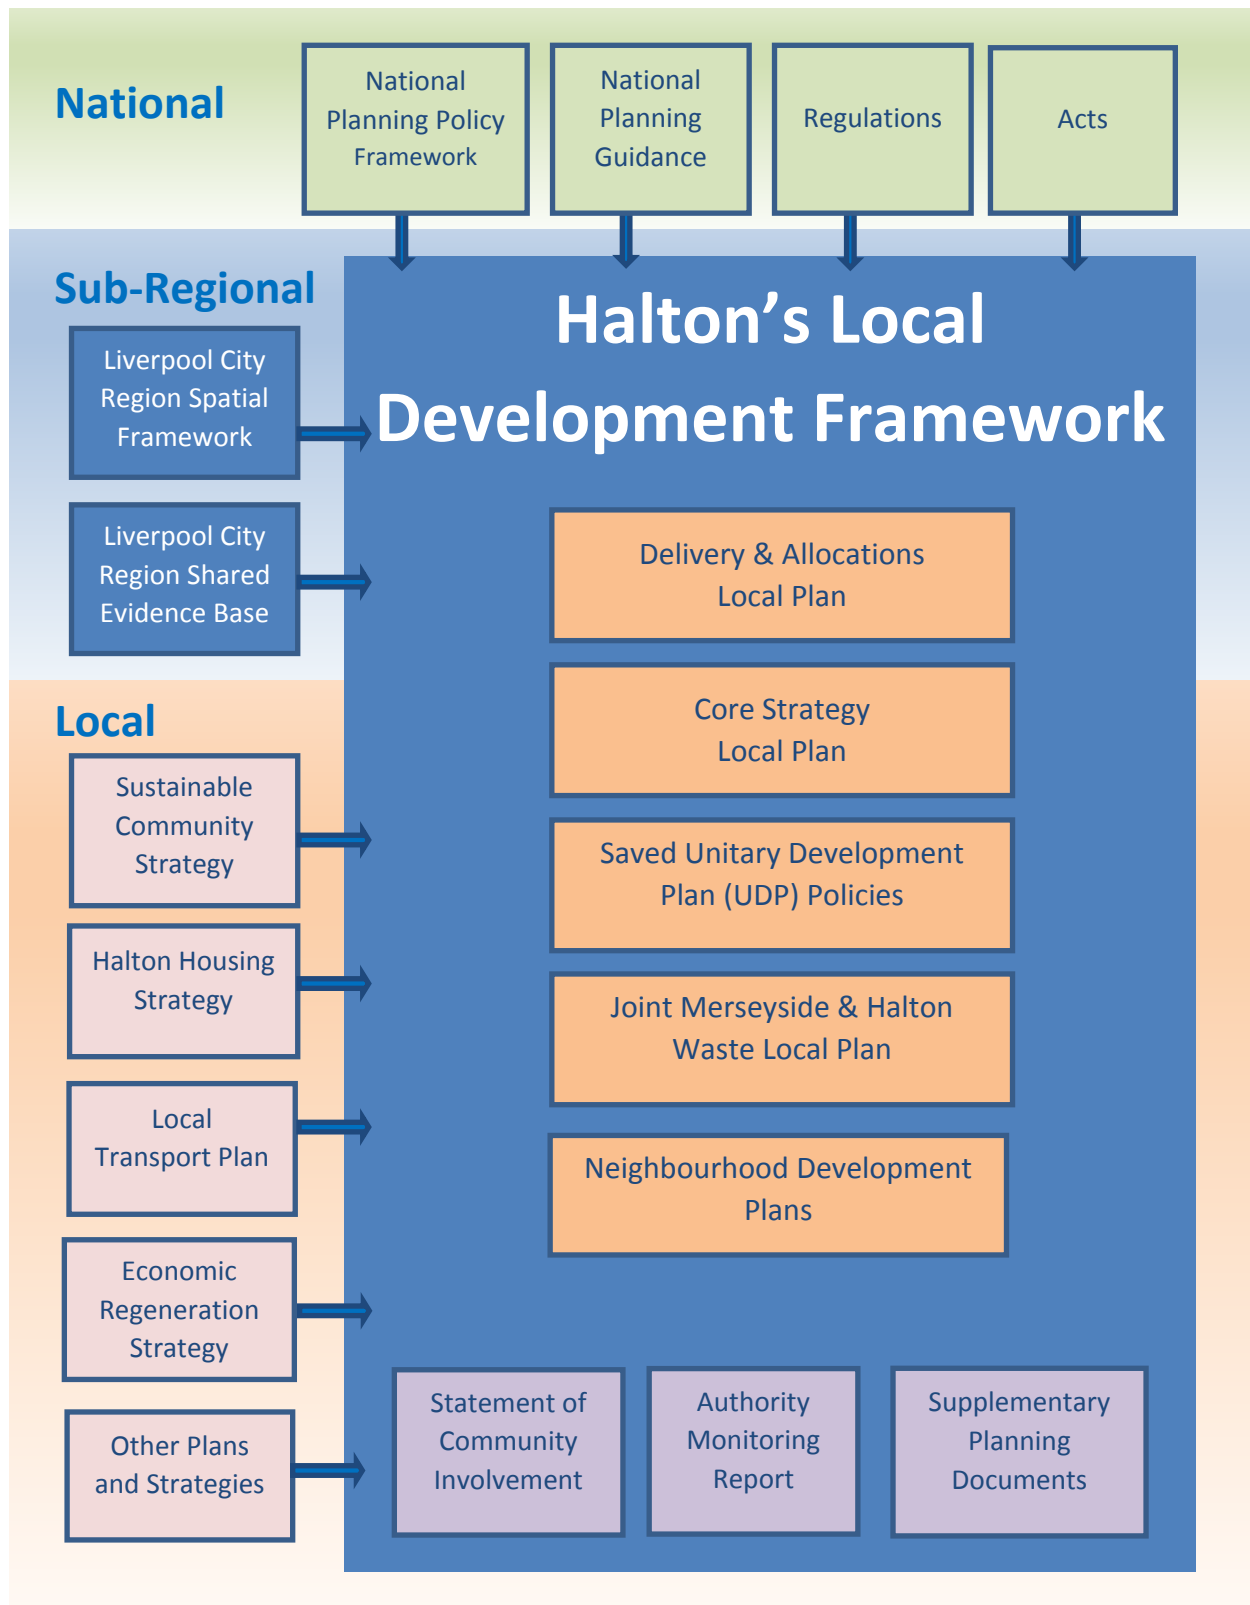 National
National
Planning Policy
Framework
National
Planning
Guidance
Regulations
Acts
Sub-Regional
Liverpool City
Region Spatial
Framework
Liverpool City
Region Shared
Evidence Base
Halton’s Local
Development Framework
Delivery & Allocations
Local Plan
Core Strategy
Local Plan
Saved Unitary Development
Plan (UDP) Policies
Joint Merseyside & Halton
Waste Local Plan
Neighbourhood Development
Plans
Local
Sustainable
Community
Strategy
Halton Housing
Strategy
Local
Transport Plan
Economic
Regeneration
Strategy
Other Plans
and Strategies
Statement of
Community
Involvement
Authority
Monitoring
Report
Supplementary
Planning
Documents